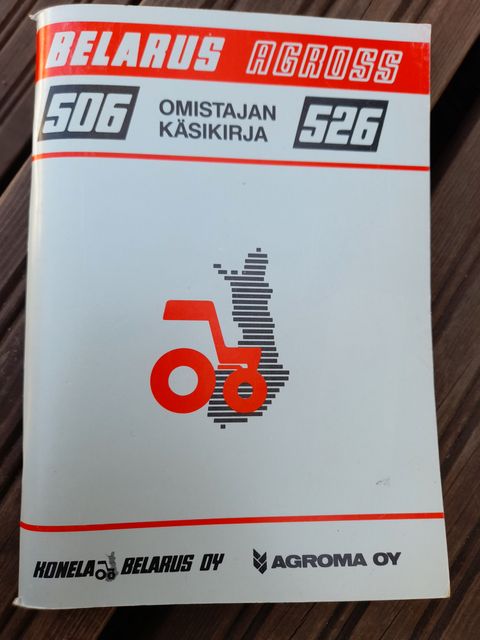 BELARUS AGROSS
506 OMISTAJAN 526
KÄSIKIRJA
KONELA BELARUS OY AGROMA OY